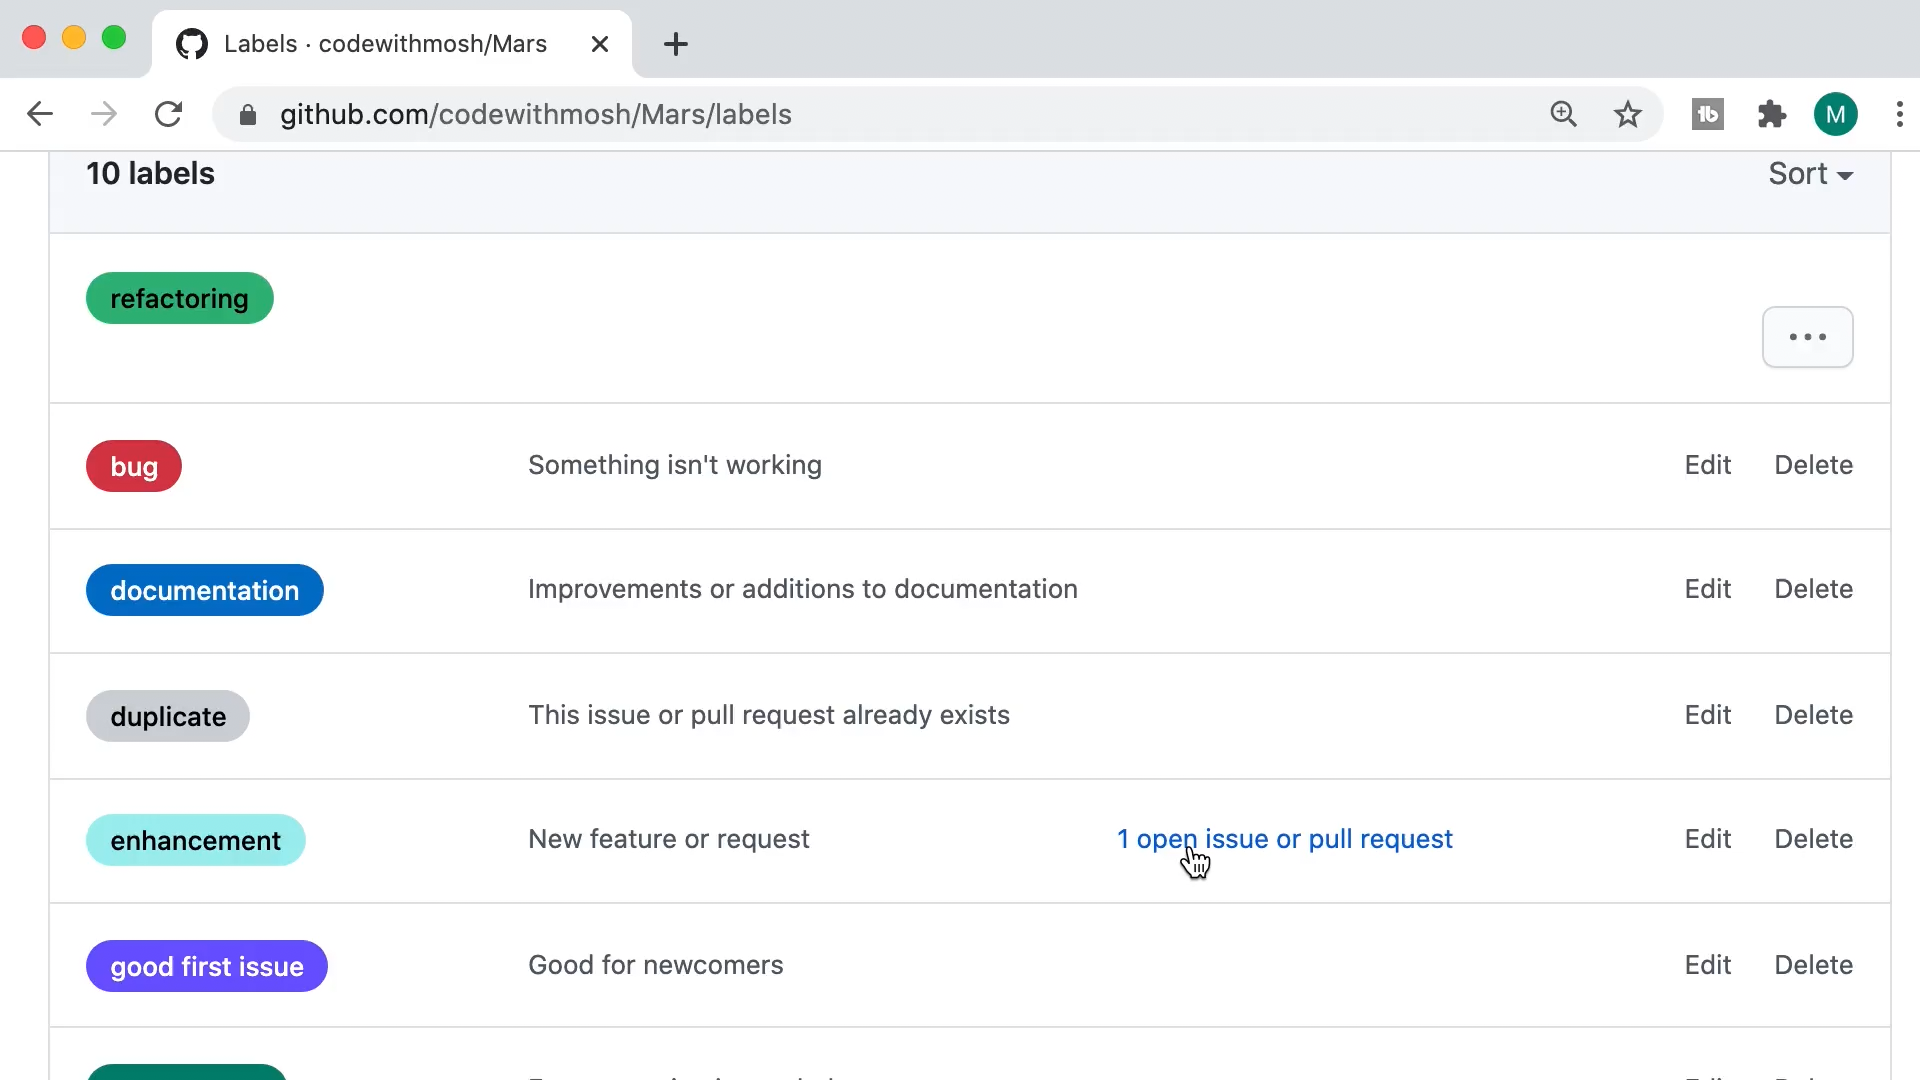 Labels · codewithmosh/Mars
github.com/codewithmosh/Mars/labels
M
10 labels
Sort
refactoring
bug
Something isn't working
Edit
Delete
documentation
Improvements or additions to documentation
Edit
Delete
duplicate
This issue or pull request already exists
Edit
Delete
enhancement
New feature or request
1 open issue or pull request
Edit
Delete
good first issue
Good for newcomers
Edit
Delete